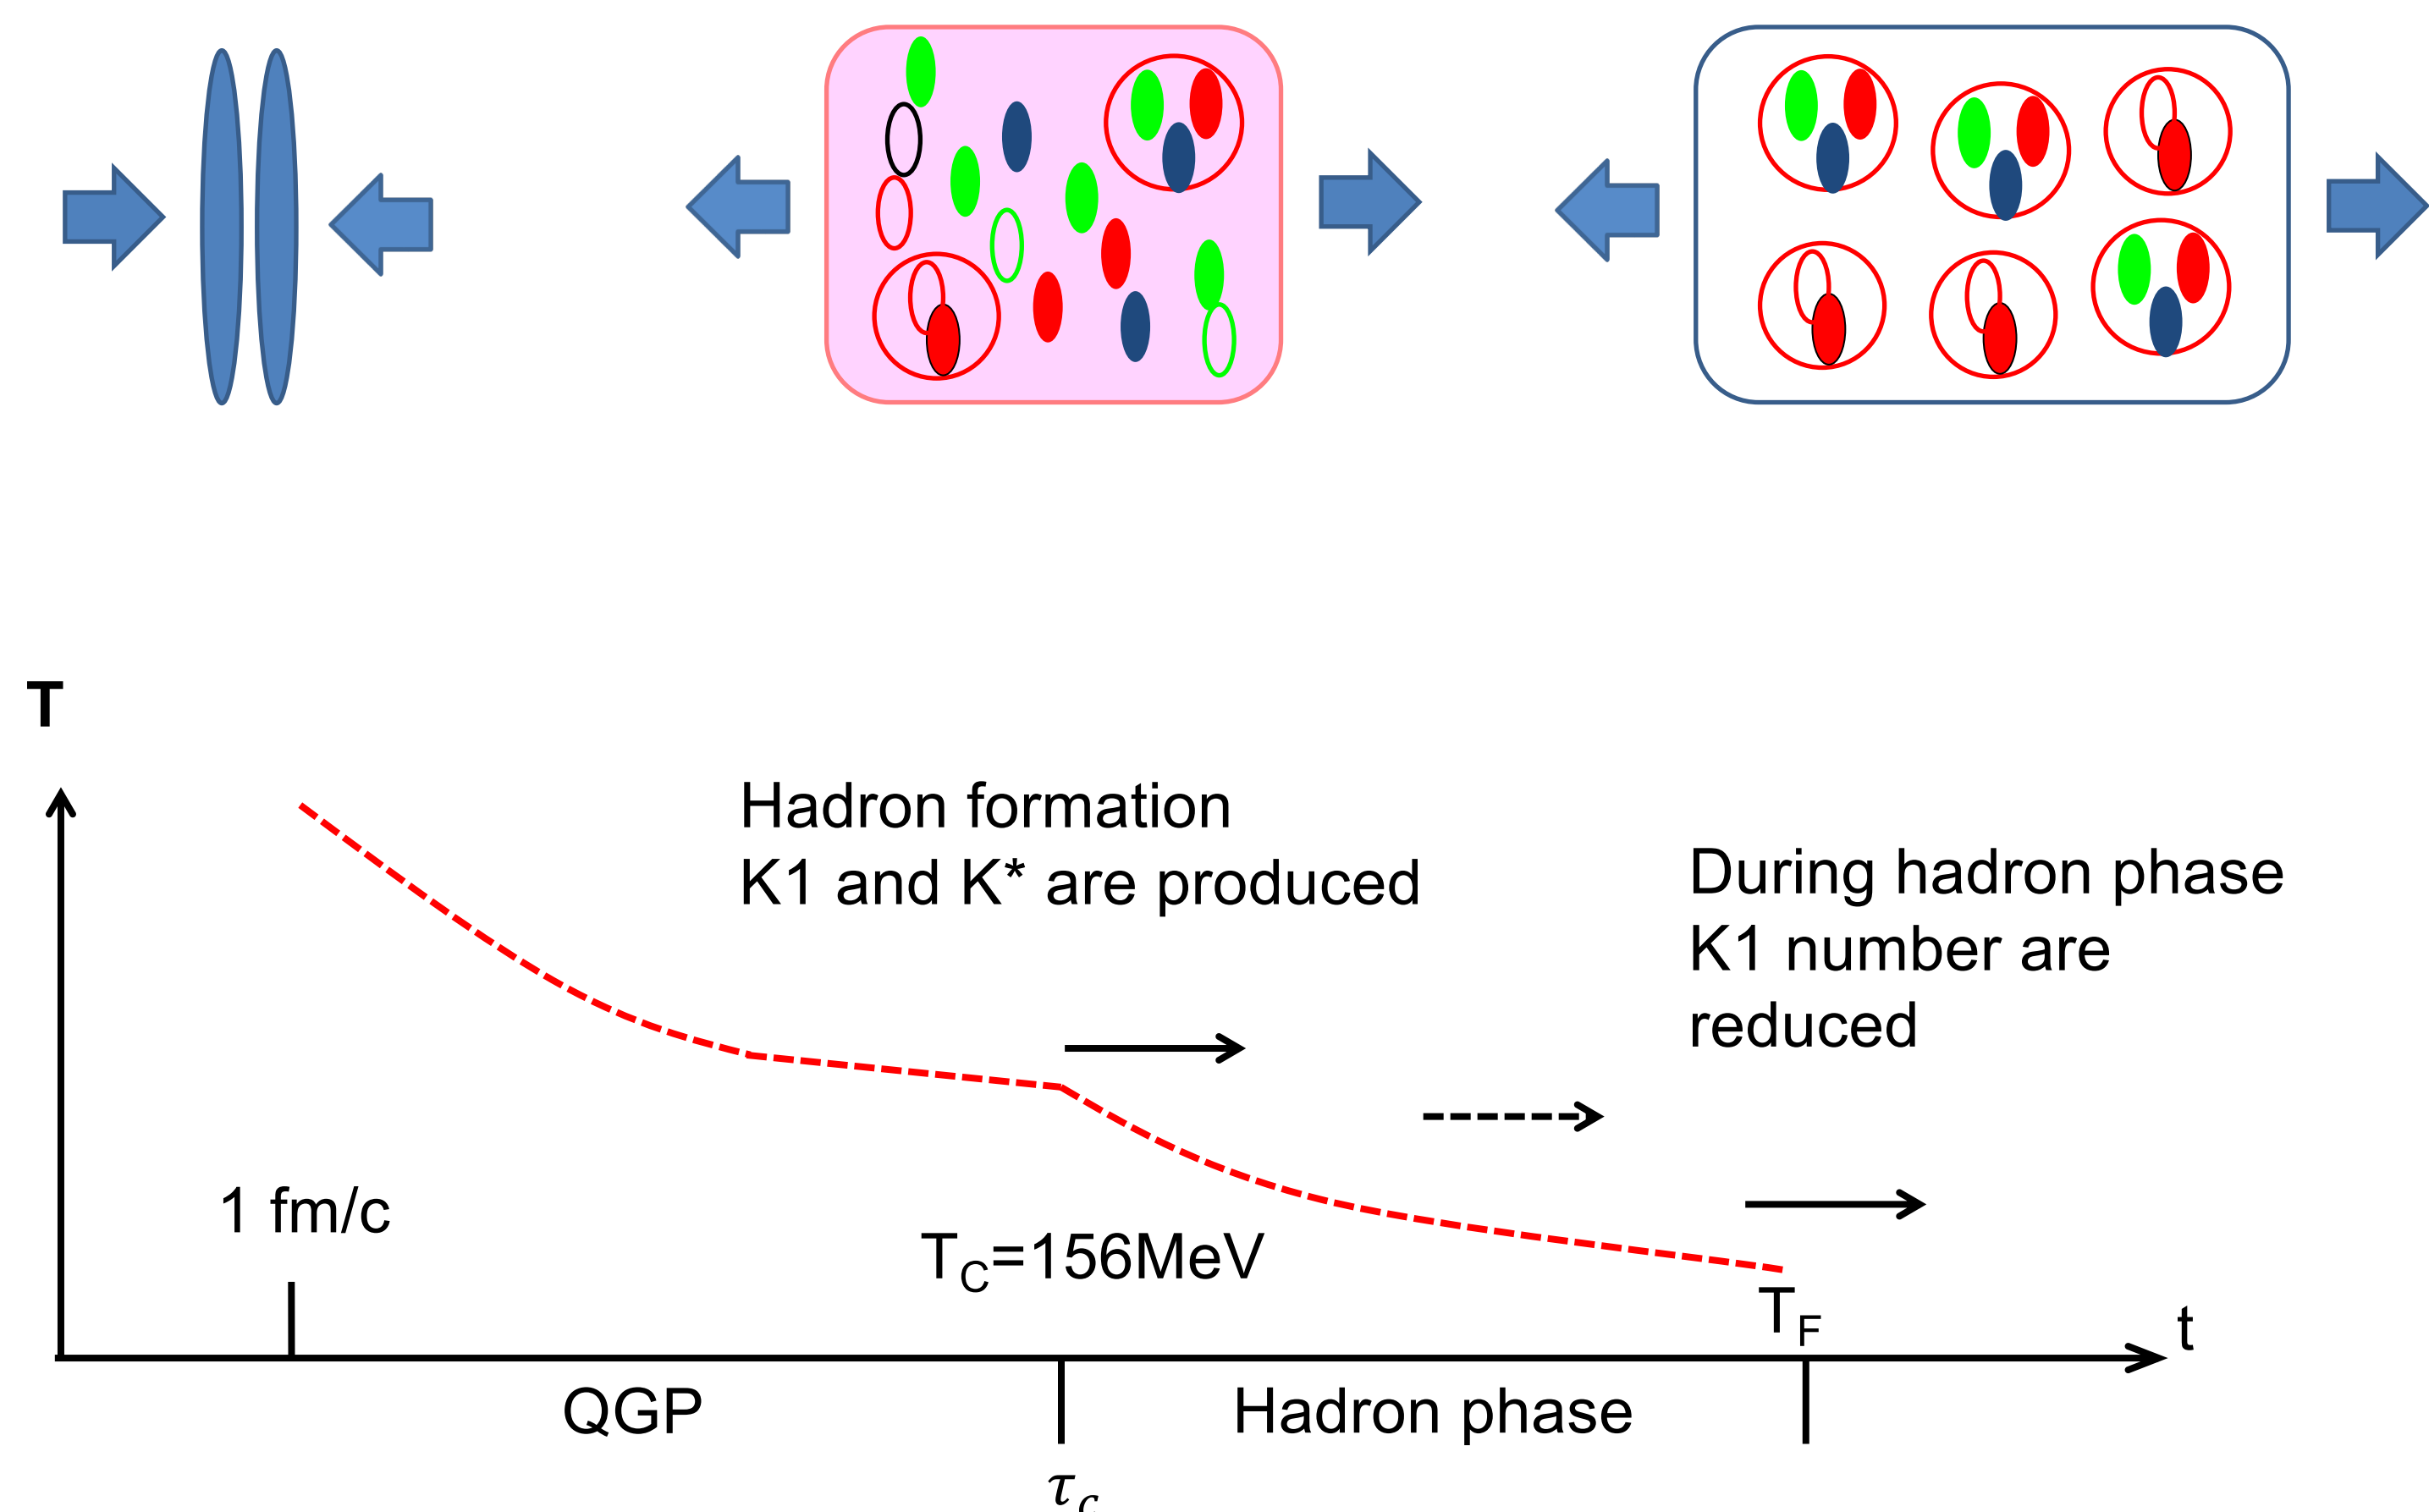 T
Hadron formation
K1 and K* are produced
During hadron phase
K1 number are
reduced
1 fm/c
T_C=156MeV
T_F
t
QGP
Hadron phase
τ_c